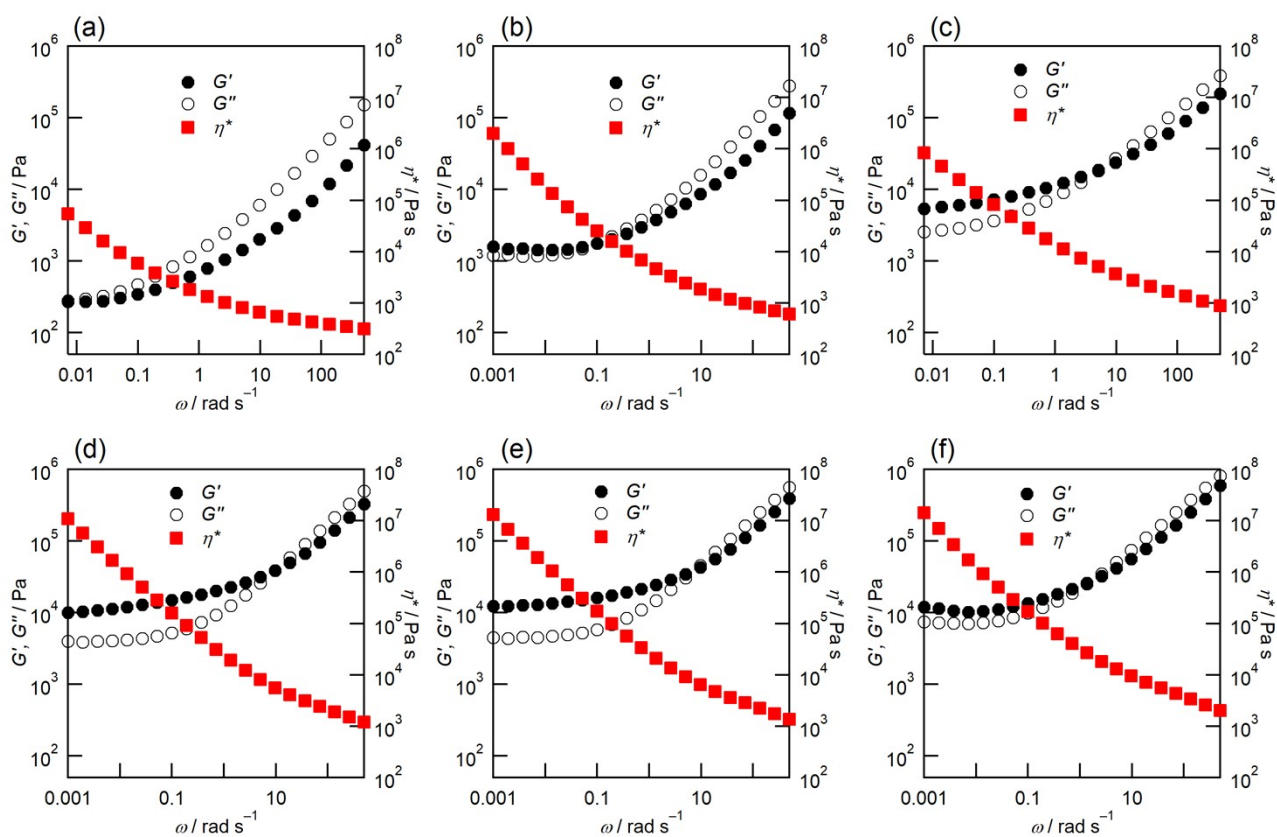 (a)
G', G'' / Pa
10^6
10^5
10^4
10^3
10^2
G'
G''
η*
10^8
10^7
10^6
10^5
10^4
10^3
10^2
η* / Pa s
0.01
0.1
1
10
100
ω / rad s^−1
(b)
G', G'' / Pa
10^6
10^5
10^4
10^3
10^2
G'
G''
η*
10^8
10^7
10^6
10^5
10^4
10^3
10^2
η* / Pa s
0.001
0.1
10
ω / rad s^−1
(c)
G', G'' / Pa
10^6
10^5
10^4
10^3
10^2
G'
G''
η*
10^8
10^7
10^6
10^5
10^4
10^3
10^2
η* / Pa s
0.01
0.1
1
10
100
ω / rad s^−1
(d)
G', G'' / Pa
10^6
10^5
10^4
10^3
10^2
G'
G''
η*
10^8
10^7
10^6
10^5
10^4
10^3
10^2
η* / Pa s
0.001
0.1
10
ω / rad s^−1
(e)
G', G'' / Pa
10^6
10^5
10^4
10^3
10^2
G'
G''
η*
10^8
10^7
10^6
10^5
10^4
10^3
10^2
η* / Pa s
0.001
0.1
10
ω / rad s^−1
(f)
G', G'' / Pa
10^6
10^5
10^4
10^3
10^2
G'
G''
η*
10^8
10^7
10^6
10^5
10^4
10^3
10^2
η* / Pa s
0.001
0.1
10
ω / rad s^−1